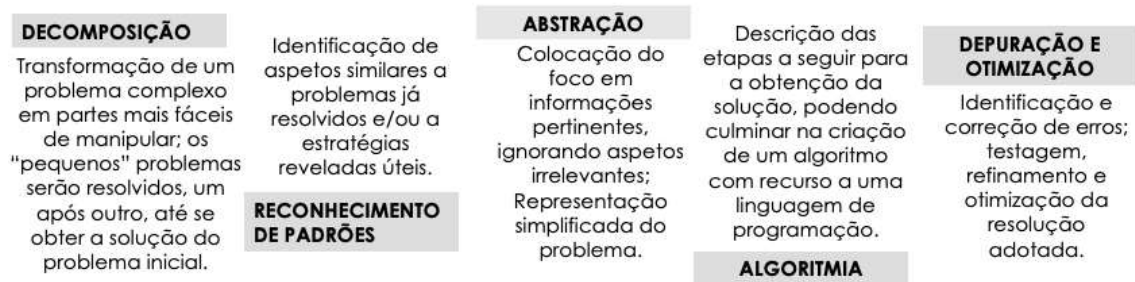 DECOMPOSIÇÃO
Transformação de um
problema complexo
em partes mais fáceis
de manipular; os
“pequenos” problemas
serão resolvidos, um
após outro, até se
obter a solução do
problema inicial.
Identificação de
aspetos similares a
problemas já
resolvidos e/ou a
estratégias
reveladas úteis.
RECONHECIMENTO
DE PADRÕES
ABSTRAÇÃO
Colocação do
foco em
informações
pertinentes,
ignorando aspetos
irrelevantes;
Representação
simplificada do
problema.
Descrição das
etapas a seguir para
a obtenção da
solução, podendo
culminar na criação
de um algoritmo
com recurso a uma
linguagem de
programação.
ALGORITMIA
DEPURAÇÃO E
OTIMIZAÇÃO
Identificação e
correção de erros;
testagem,
refinamento e
otimização da
resolução
adotada.